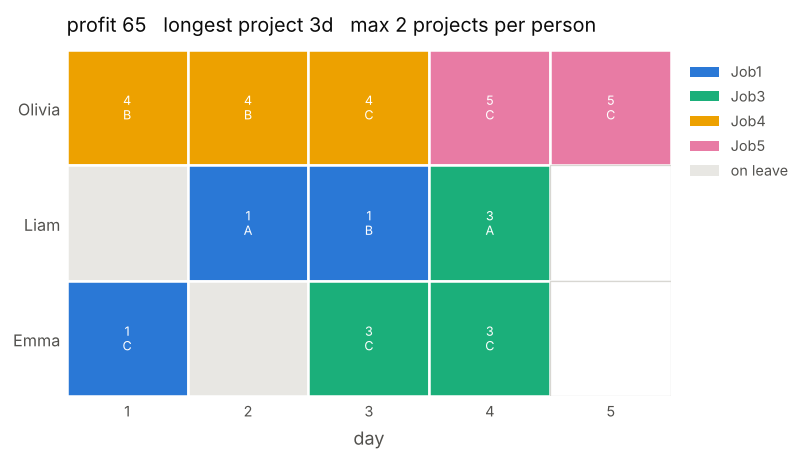 profit 65   longest project 3d   max 2 projects per person
Olivia
4
B
4
B
4
C
5
C
5
C
Liam
1
A
1
B
3
A
Emma
1
C
3
C
3
C
1 2 3 4 5
day
Job1
Job3
Job4
Job5
on leave